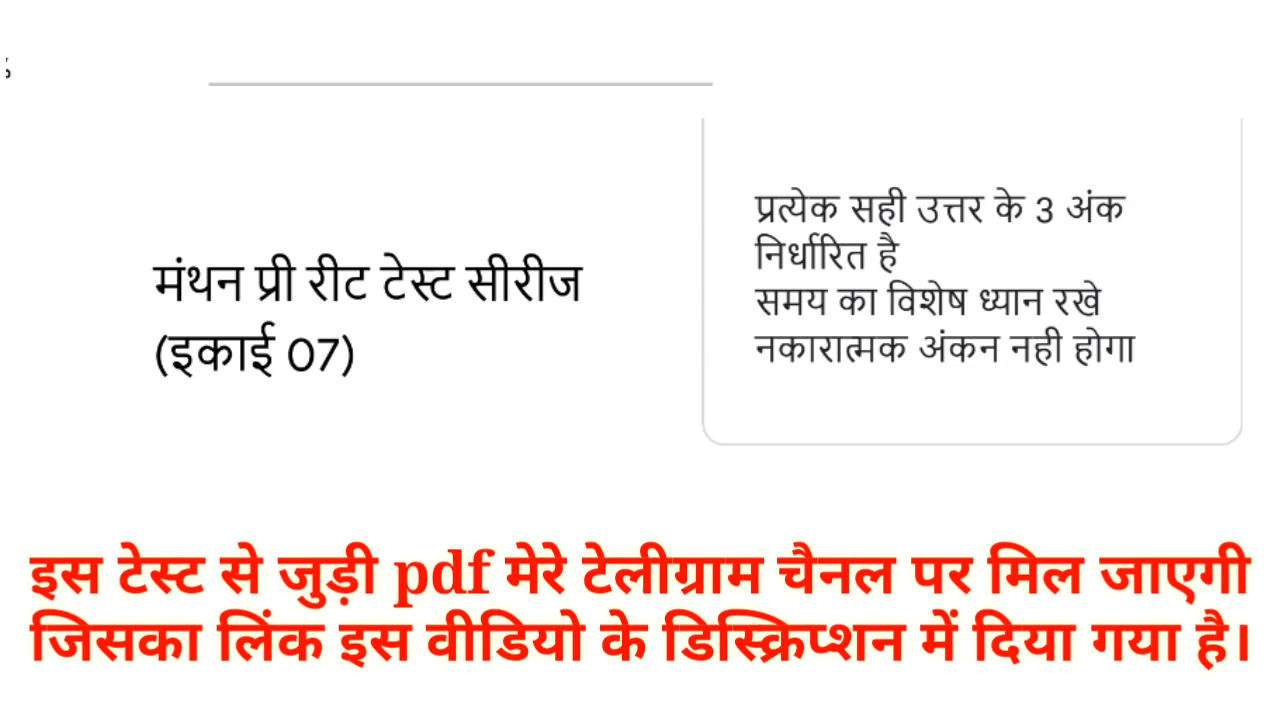 मंथन प्री रीट टेस्ट सीरीज
(इकाई 07)
प्रत्येक सही उत्तर के 3 अंक
निर्धारित है
समय का विशेष ध्यान रखे
नकारात्मक अंकन नही होगा
इस टेस्ट से जुड़ी pdf मेरे टेलीग्राम चैनल पर मिल जाएगी
जिसका लिंक इस वीडियो के डिस्क्रिप्शन में दिया गया है।